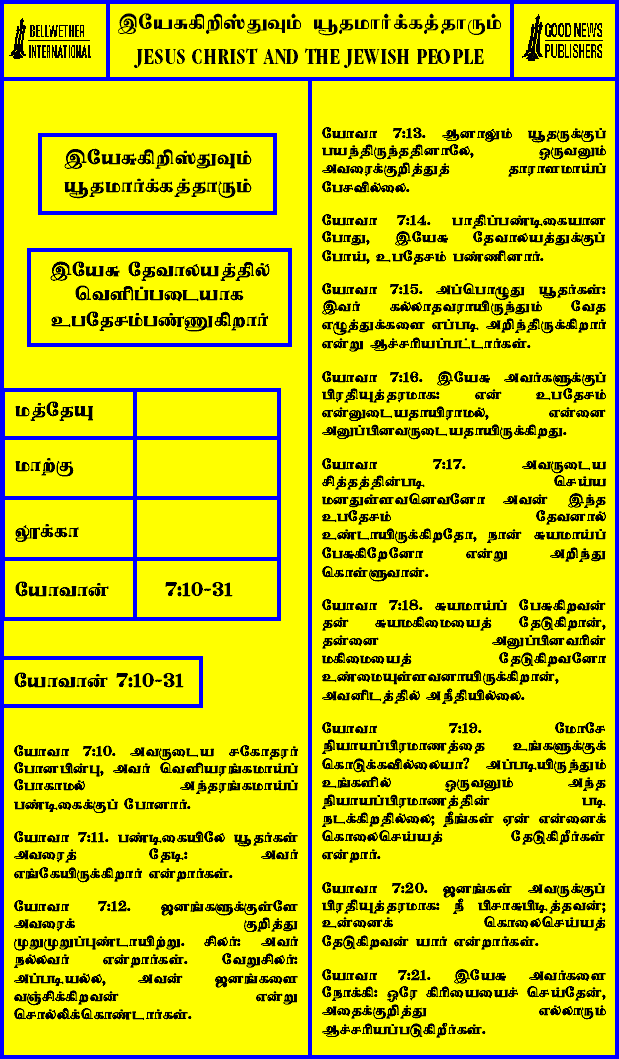 BELLWETHER
INTERNATIONAL
இயேசுகிறிஸ்துவும் யூதமார்க்கத்தாரும்
JESUS CHRIST AND THE JEWISH PEOPLE
GOOD NEWS
PUBLISHERS
இயேசுகிறிஸ்துவும்
யூதமார்க்கத்தாரும்
இயேசு தேவாலயத்தில்
வெளிப்படையாக
உபதேசம்பண்ணுகிறார்
மத்தேயு
மாற்கு
லூக்கா
யோவான் 7:10-31
யோவான் 7:10-31
யோவா 7:10. அவருடைய சகோதரர்
போனபின்பு, அவர் வெளியரங்கமாய்ப்
போகாமல் அந்தரங்கமாய்ப்
பண்டிகைக்குப் போனார்.
யோவா 7:11. பண்டிகையிலே யூதர்கள்
அவரைத் தேடி: அவர்
எங்கேயிருக்கிறார் என்றார்கள்.
யோவா 7:12. ஜனங்களுக்குள்ளே
அவரைக் குறித்து
முறுமுறுப்புண்டாயிற்று. சிலர்: அவர்
நல்லவர் என்றார்கள். வேறுசிலர்:
அப்படியல்ல, அவன் ஜனங்களை
வஞ்சிக்கிறவன் என்று
சொல்லிக்கொண்டார்கள்.
யோவா 7:13. ஆனாலும் யூதருக்குப்
பயந்திருந்ததினாலே, ஒருவனும்
அவரைக்குறித்துத் தாராளமாய்ப்
பேசவில்லை.
யோவா 7:14. பாதிப்பண்டிகையான
போது, இயேசு தேவாலயத்துக்குப்
போய், உபதேசம் பண்ணினார்.
யோவா 7:15. அப்பொழுது யூதர்கள்:
இவர் கல்லாதவராயிருந்தும் வேத
எழுத்துக்களை எப்படி அறிந்திருக்கிறார்
என்று ஆச்சரியப்பட்டார்கள்.
யோவா 7:16. இயேசு அவர்களுக்குப்
பிரதியுத்தரமாக: என் உபதேசம்
என்னுடையதாயிராமல், என்னை
அனுப்பினவருடையதாயிருக்கிறது.
யோவா 7:17. அவருடைய
சித்தத்தின்படி செய்ய
மனதுள்ளவனெவனோ அவன் இந்த
உபதேசம் தேவனால்
உண்டாயிருக்கிறதோ, நான் சுயமாய்ப்
பேசுகிறேனோ என்று அறிந்து
கொள்ளுவான்.
யோவா 7:18. சுயமாய்ப் பேசுகிறவன்
தன் சுயமகிமையைத் தேடுகிறான்,
தன்னை அனுப்பினவரின்
மகிமையைத் தேடுகிறவனோ
உண்மையுள்ளவனாயிருக்கிறான்,
அவனிடத்தில் அநீதியில்லை.
யோவா 7:19. மோசே
நியாயப்பிரமாணத்தை உங்களுக்குக்
கொடுக்கவில்லையா? அப்படியிருந்தும்
உங்களில் ஒருவனும் அந்த
நியாயப்பிரமாணத்தின் படி
நடக்கிறதில்லை; நீங்கள் ஏன் என்னைக்
கொலைசெய்யத் தேடுகிறீர்கள்
என்றார்.
யோவா 7:20. ஜனங்கள் அவருக்குப்
பிரதியுத்தரமாக: நீ பிசாசுபிடித்தவன்;
உன்னைக் கொலைசெய்யத்
தேடுகிறவன் யார் என்றார்கள்.
யோவா 7:21. இயேசு அவர்களை
நோக்கி: ஒரே கிரியையைச் செய்தேன்,
அதைக்குறித்து எல்லாரும்
ஆச்சரியப்படுகிறீர்கள்.